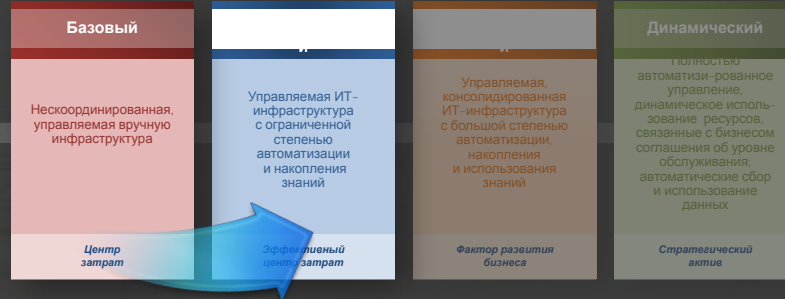 Базовый
Нескоординированная,
управляемая вручную
инфраструктура
Центр
затрат
Управляемая ИТ-
инфраструктура
с ограниченной
степенью
автоматизации
и накопления
знаний
Эффективный
центр затрат
Управляемая,
консолидированная
ИТ-инфраструктура
с большой степенью
автоматизации,
накопления
и использования
знаний
Фактор развития
бизнеса
Динамический
Полностью
автоматизи-рованное
управление,
динамическое исполь-
зование ресурсов,
связанные с бизнесом
соглашения об уровне
обслуживания;
автоматические сбор
и использование
данных
Стратегический
актив